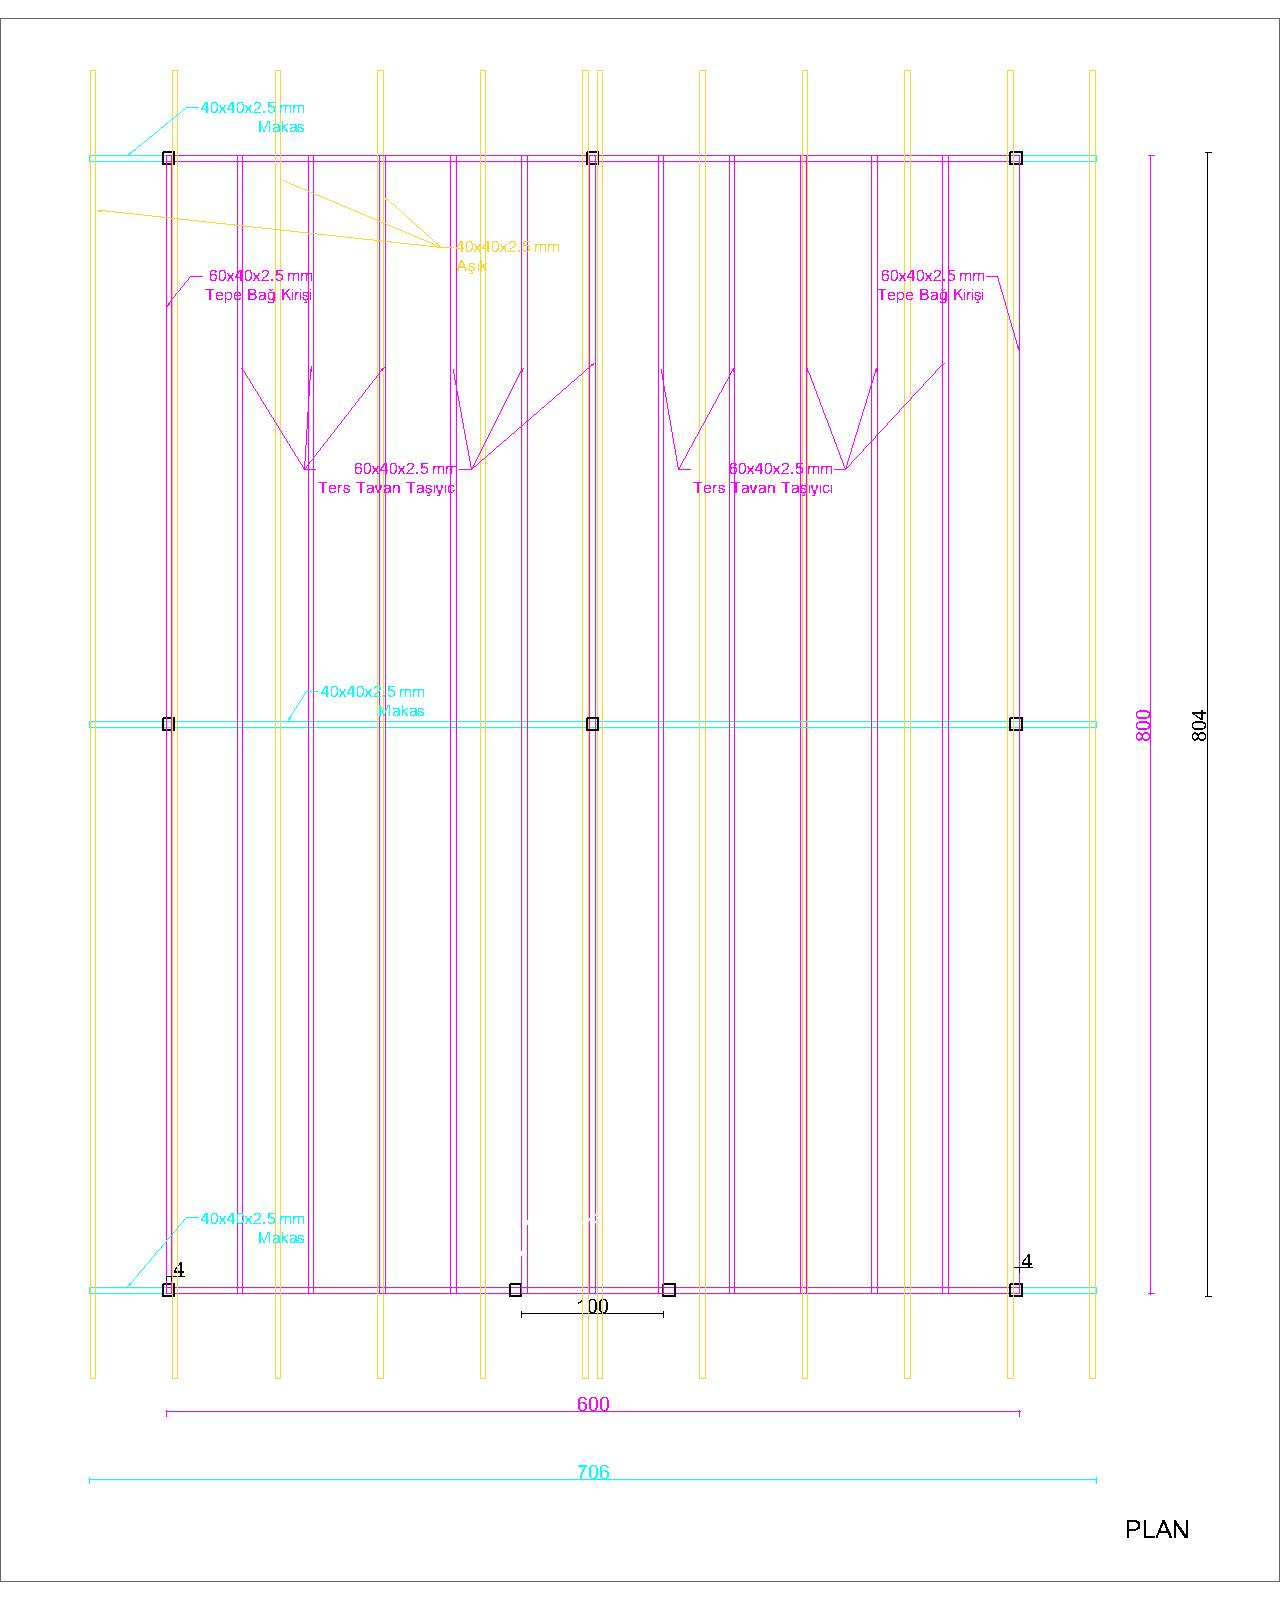 40x40x2.5 mm
Makas
40x40x2.5 mm
Aşık
60x40x2.5 mm
Tepe Bağ Kirişi
60x40x2.5 mm
Tepe Bağ Kirişi
60x40x2.5 mm
Ters Tavan Taşıyıc
60x40x2.5 mm
Ters Tavan Taşıyıcı
40x40x2.5 mm
Makas
800
804
40x40x2.5 mm
Makas
4
4
100
600
706
PLAN